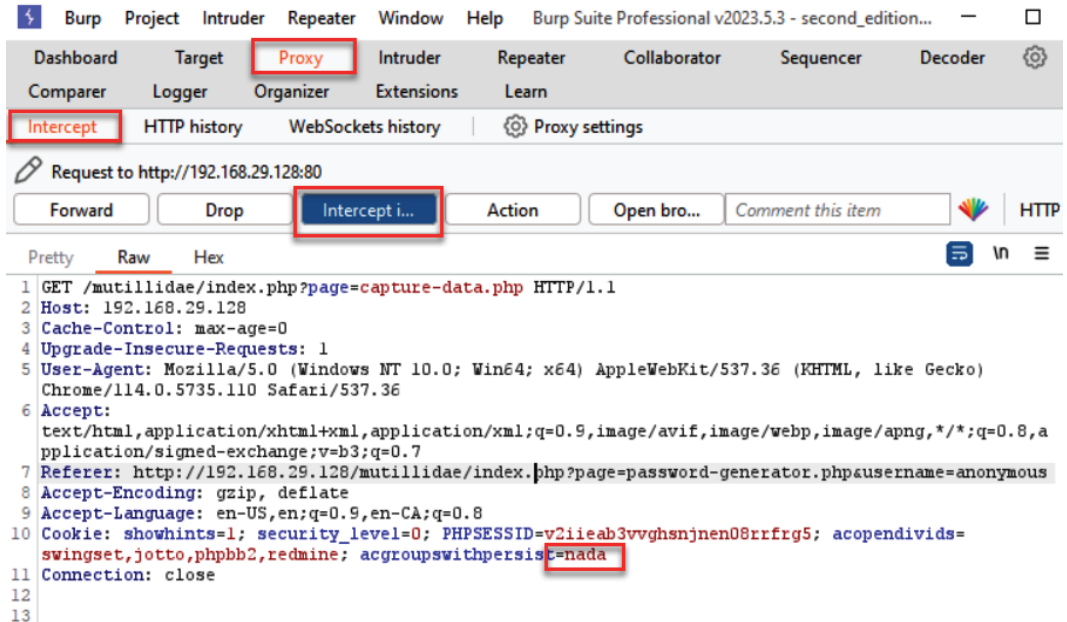 Burp Project Intruder Repeater Window Help Burp Suite Professional v2023.5.3 - second_edition...
Dashboard Target Proxy Intruder Repeater Collaborator Sequencer Decoder
Comparer Logger Organizer Extensions Learn
Intercept HTTP history WebSockets history Proxy settings
Request to http://192.168.29.128:80
Forward Drop Intercept i... Action Open bro... Comment this item HTTP
Pretty Raw Hex \n
1 GET /mutillidae/index.php?page=capture-data.php HTTP/1.1
2 Host: 192.168.29.128
3 Cache-Control: max-age=0
4 Upgrade-Insecure-Requests: 1
5 User-Agent: Mozilla/5.0 (Windows NT 10.0; Win64; x64) AppleWebKit/537.36 (KHTML, like Gecko)
Chrome/114.0.5735.110 Safari/537.36
6 Accept:
text/html,application/xhtml+xml,application/xml;q=0.9,image/avif,image/webp,image/apng,*/*;q=0.8,a
pplication/signed-exchange;v=b3;q=0.7
7 Referer: http://192.168.29.128/mutillidae/index.php?page=password-generator.php&username=anonymous
8 Accept-Encoding: gzip, deflate
9 Accept-Language: en-US,en;q=0.9,en-CA;q=0.8
10 Cookie: showhints=1; security_level=0; PHPSESSID=v2iieab3vvghsnjnen08rrfrg5; acopendivids=
swingset,jotto,phpbb2,redmine; acgroupswithpersist=nada
11 Connection: close
12
13